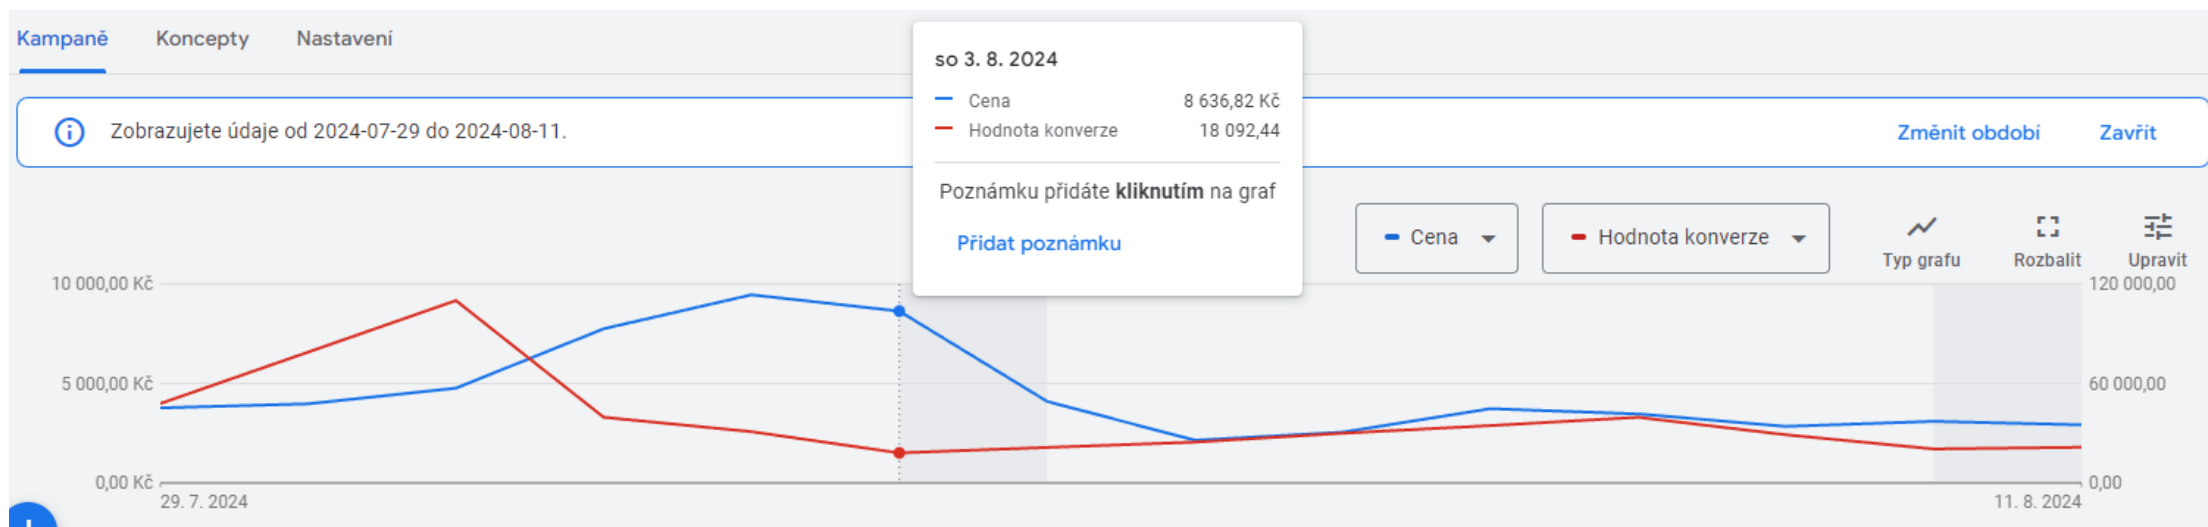 Kampaně Koncepty Nastavení
so 3. 8. 2024
Cena 8 636,82 Kč
Hodnota konverze 18 092,44
Poznámku přidáte kliknutím na graf
Přidat poznámku
Zobrazujete údaje od 2024-07-29 do 2024-08-11.
Změnit období Zavřít
Cena Hodnota konverze
Typ grafu Rozbalit Upravit
10 000,00 Kč 120 000,00
5 000,00 Kč 60 000,00
0,00 Kč 0,00
29. 7. 2024 11. 8. 2024